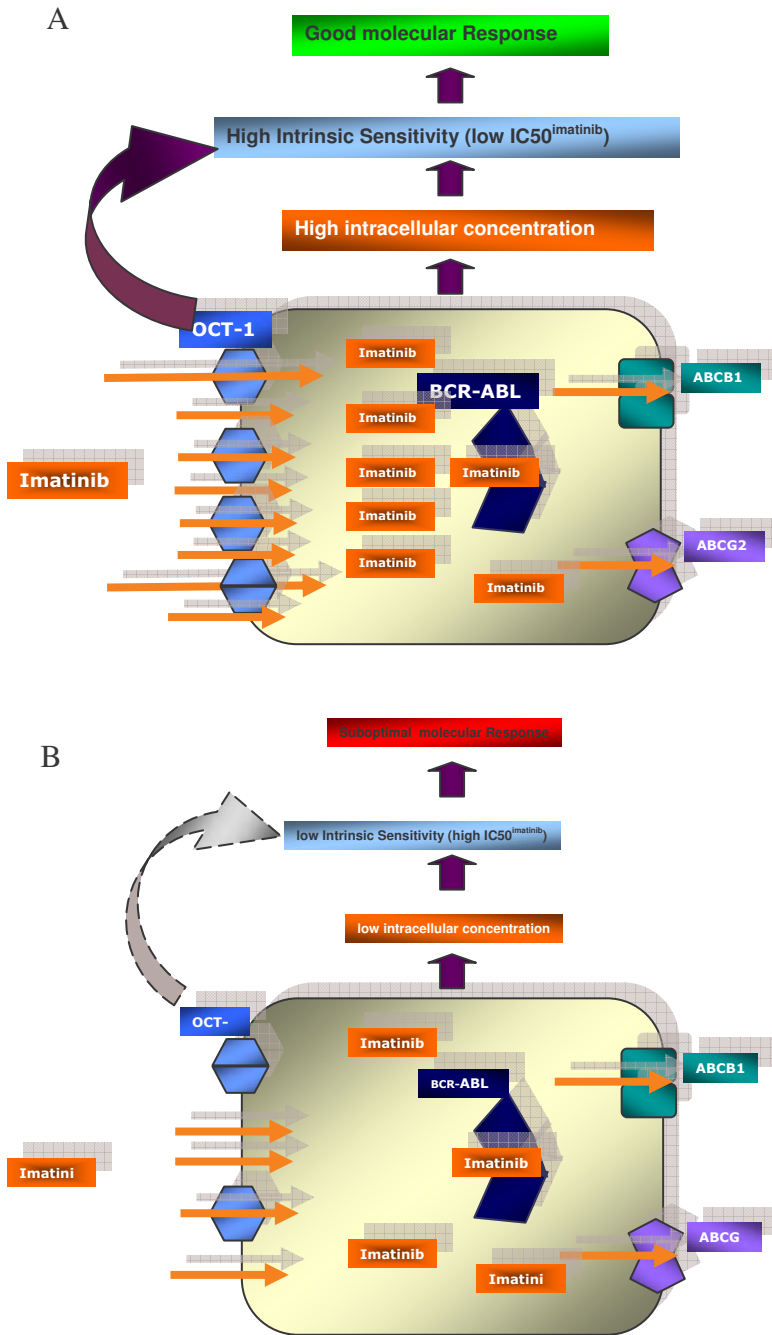 A
Good molecular Response
High Intrinsic Sensitivity (low IC50imatinib)
High intracellular concentration
OCT-1
Imatinib
ABCB1
BCR-ABL
Imatinib
Imatinib
Imatinib
Imatinib
Imatinib
ABCG2
Imatinib
Imatinib
Imatinib
B
Suboptimal molecular Response
low Intrinsic Sensitivity (high IC50imatinib)
low intracellular concentration
OCT-
Imatinib
ABCB1
BCR-ABL
Imatini
Imatinib
ABCG
Imatinib
Imatini